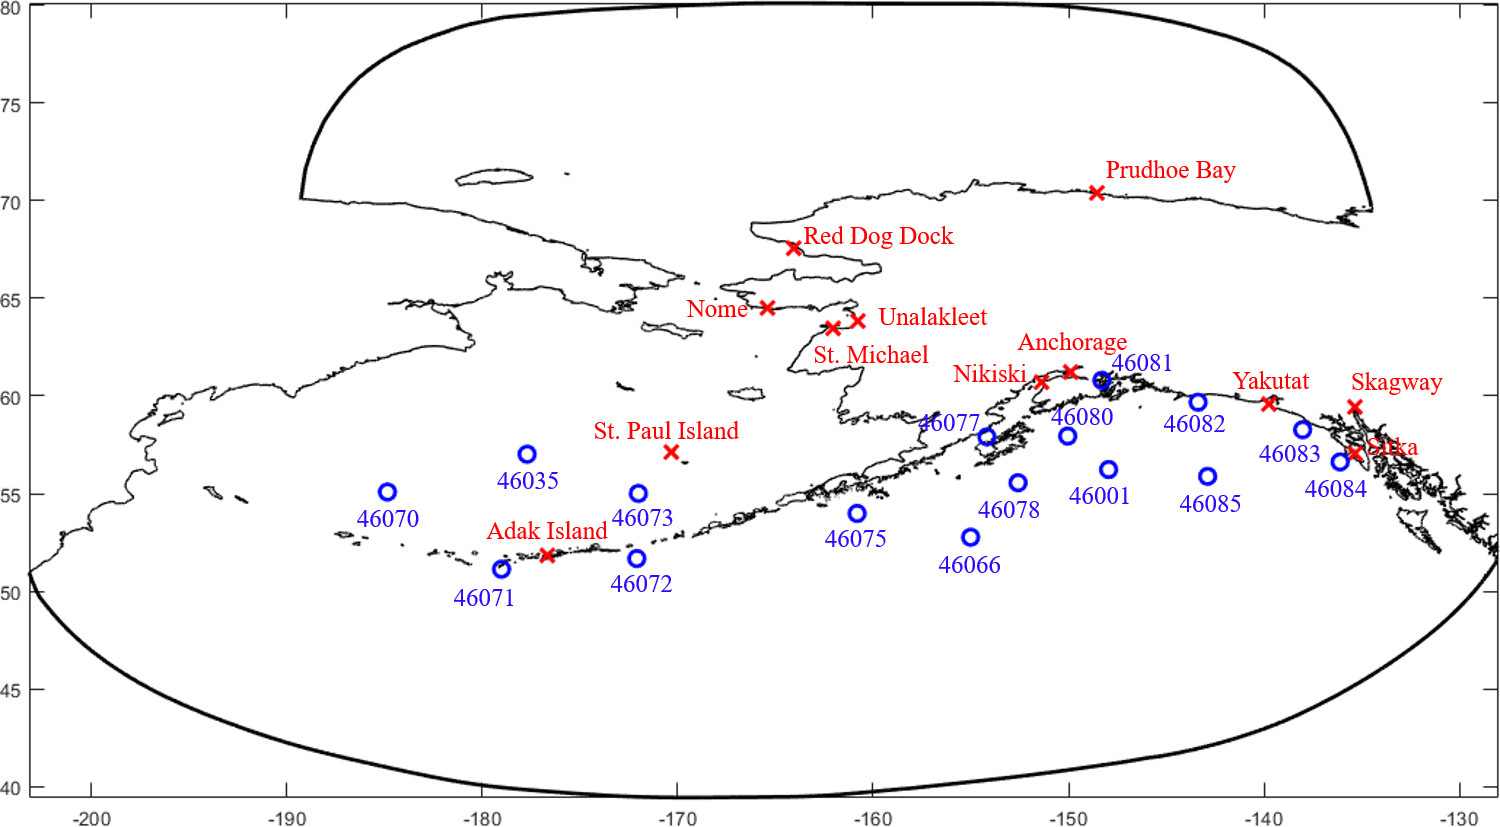 80
75
Prudhoe Bay
70
Red Dog Dock
65
Nome
Unalakleet
St. Michael
Anchorage
46081
Nikiski
60
Yakutat
Skagway
46077
46080
46082
St. Paul Island
Sitka
46083
46035
46084
55
46070
46073
46078
46001
46085
Adak Island
46075
46066
46072
50
46071
45
40
-200
-190
-180
-170
-160
-150
-140
-130